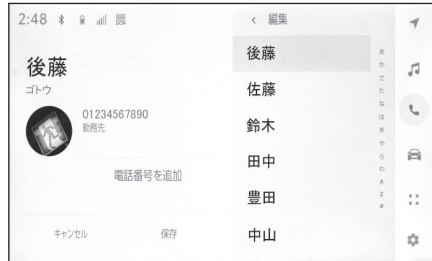 2:48
後藤
ゴトウ
01234567890
勤務先
電話番号を追加
キャンセル
保存
編集
後藤
佐藤
鈴木
田中
豊田
中山
あ
か
さ
た
な
は
ま
や
ら
わ
A
Z
#